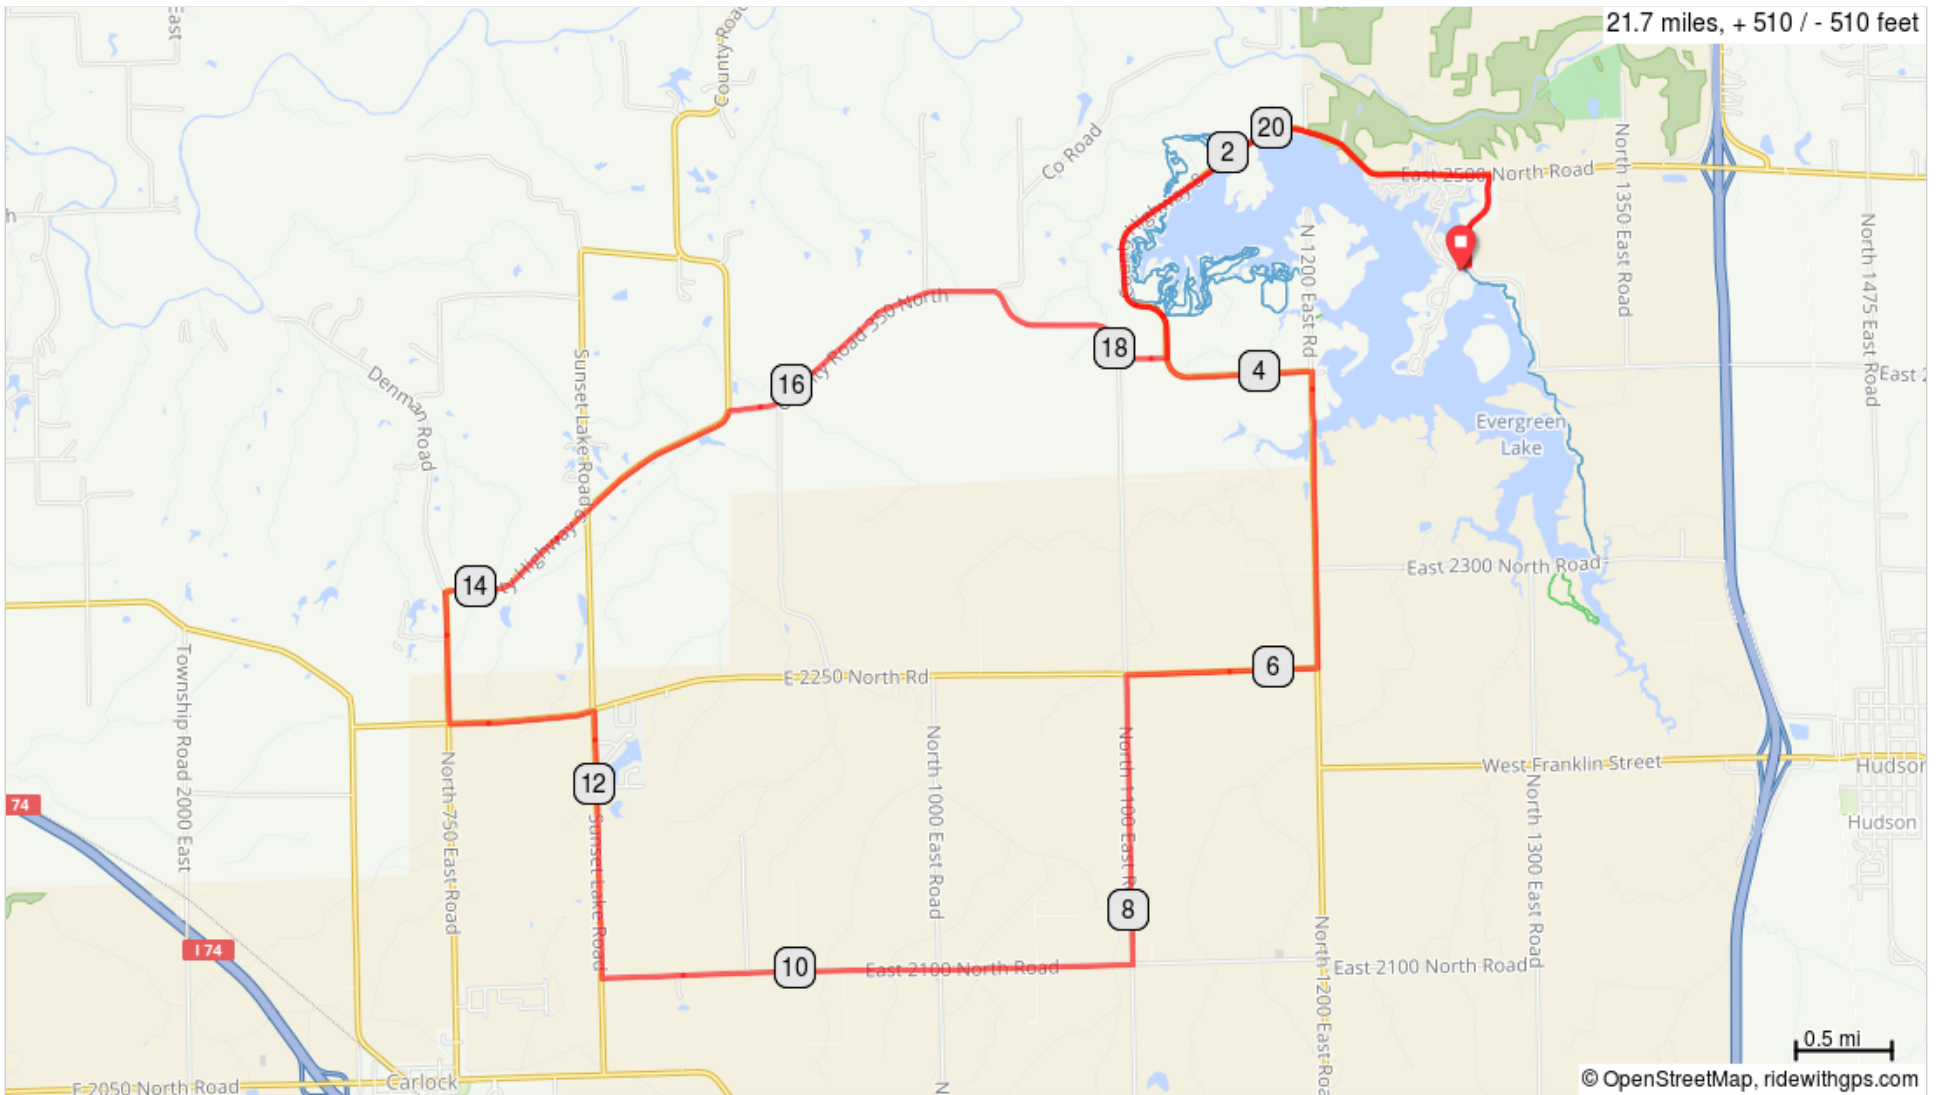 21.7 miles, + 510 / - 510 feet
East
County Road
Co Road
20
2
East 2500 North Road
North 1350 East Road
North 1475 East Road
N 1200 East Rd
h
Denman Road
Sunset Lake Road
16
18
4
East 2
Evergreen
Lake
14
East 2300 North Road
Township Road 2000 East
E 2250 North Rd
6
12
North 750 East Road
Sunset Lake Road
North 1000 East Road
North 1100 East R
West Franklin Street
Hudson
Hudson
North 1300 East Road
74
I 74
8
10
East 2100 North Road
East 2100 North Road
North 1200 East Road
N
0.5 mi
E 2050 North Road
Carlock
© OpenStreetMap, ridewithgps.com